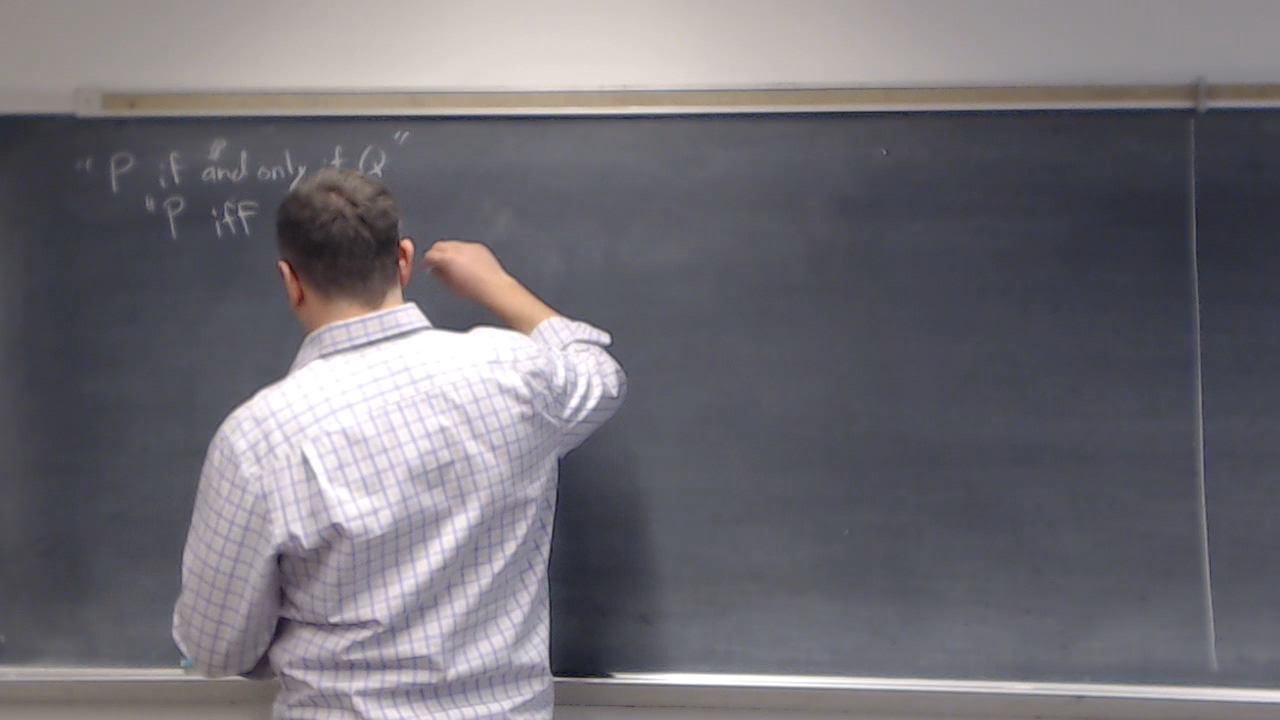 "P if and only if Q"
"P iff